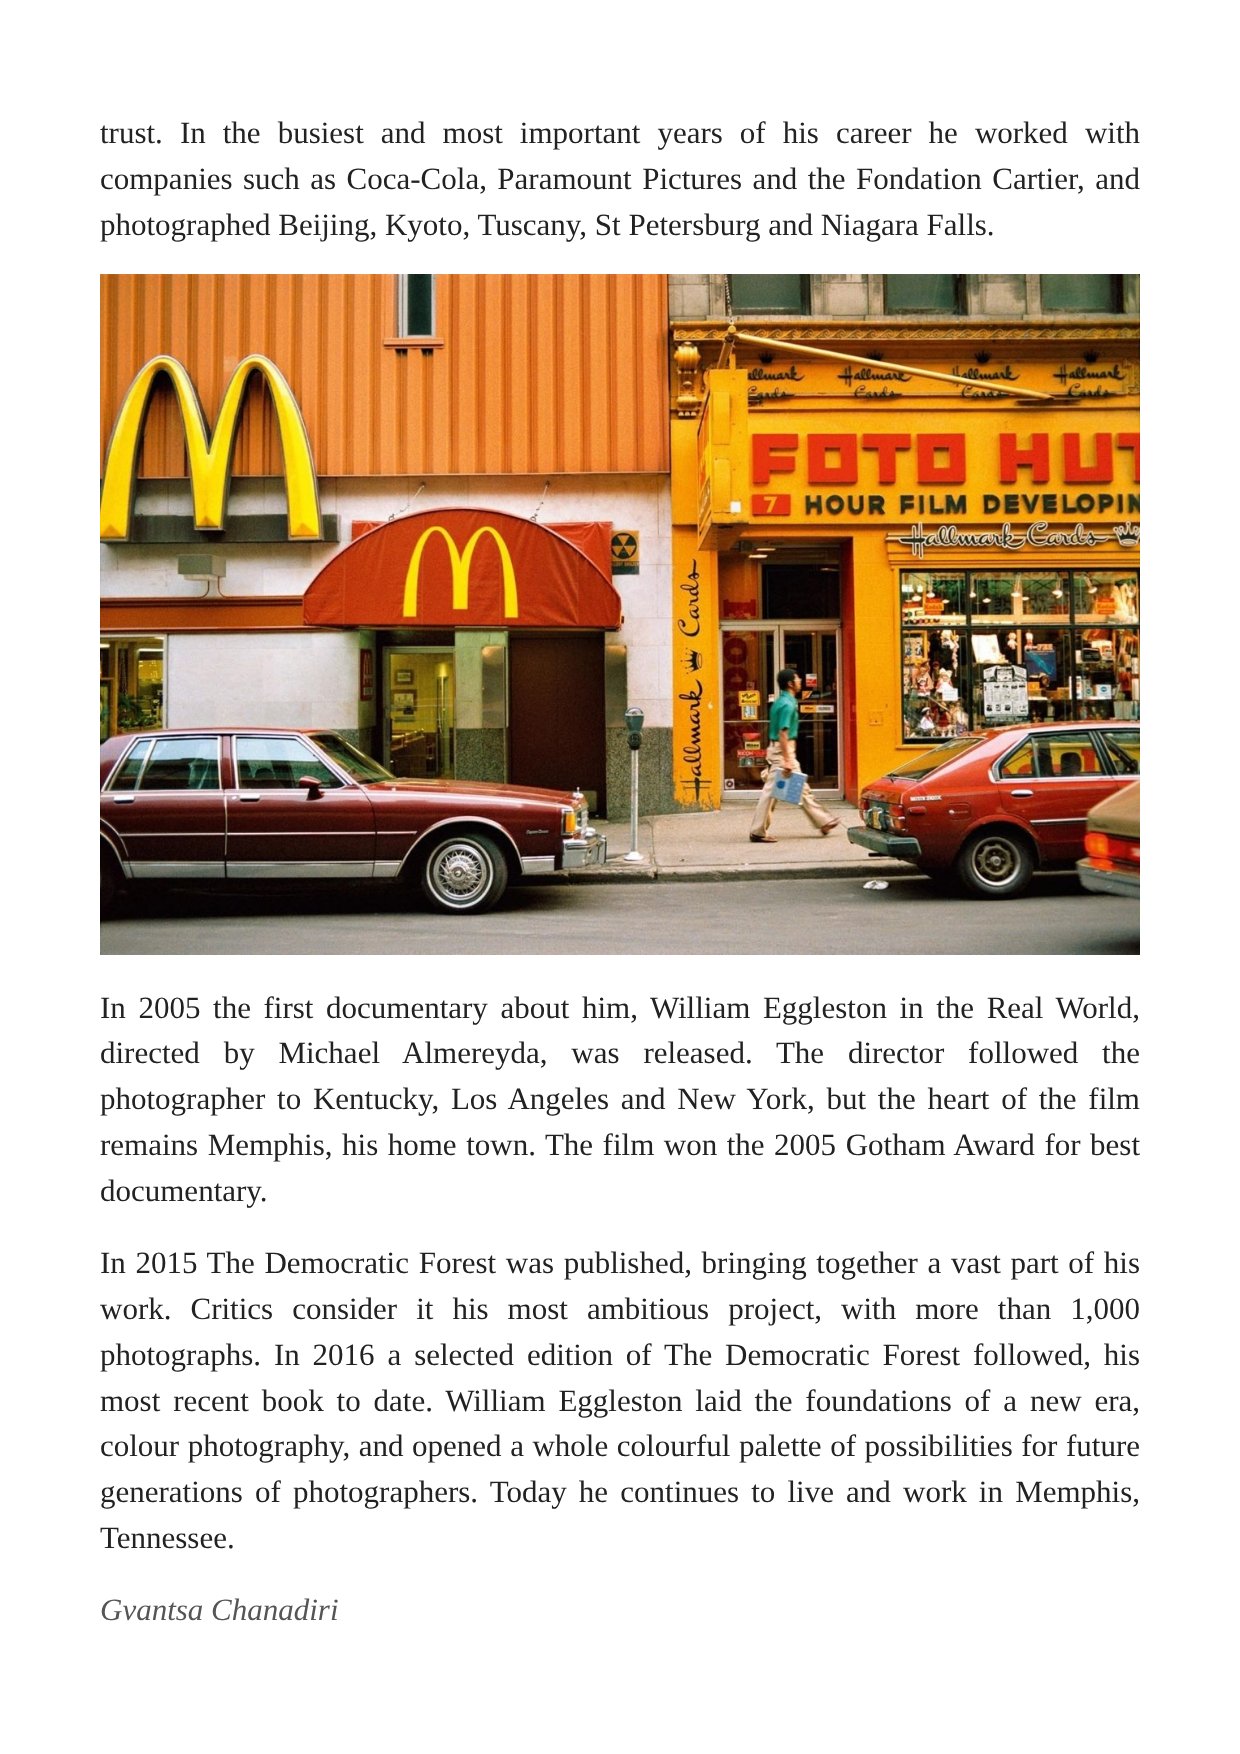 trust. In the busiest and most important years of his career he worked with
companies such as Coca-Cola, Paramount Pictures and the Fondation Cartier, and
photographed Beijing, Kyoto, Tuscany, St Petersburg and Niagara Falls.
allmark Cards
Hallmark Cards
Hallmark Cards
Hallmark Cards
FOTO HUT
7 HOUR FILM DEVELOPIN
Hallmark Cards
Hallmark Cards
In 2005 the first documentary about him, William Eggleston in the Real World,
directed by Michael Almereyda, was released. The director followed the
photographer to Kentucky, Los Angeles and New York, but the heart of the film
remains Memphis, his home town. The film won the 2005 Gotham Award for best
documentary.
In 2015 The Democratic Forest was published, bringing together a vast part of his
work. Critics consider it his most ambitious project, with more than 1,000
photographs. In 2016 a selected edition of The Democratic Forest followed, his
most recent book to date. William Eggleston laid the foundations of a new era,
colour photography, and opened a whole colourful palette of possibilities for future
generations of photographers. Today he continues to live and work in Memphis,
Tennessee.
Gvantsa Chanadiri